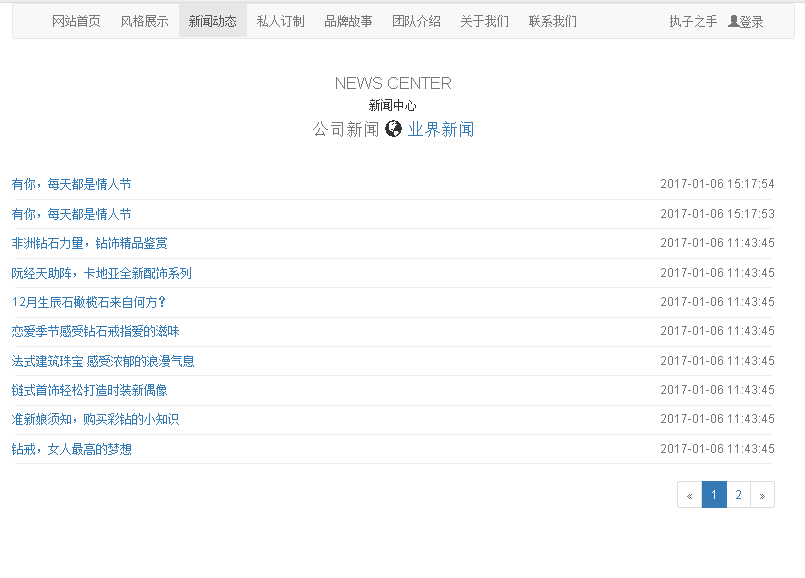 网站首页 风格展示 新闻动态 私人订制 品牌故事 团队介绍 关于我们 联系我们 执子之手 登录
NEWS CENTER
新闻中心
公司新闻 业界新闻
有你，每天都是情人节 2017-01-06 15:17:54
有你，每天都是情人节 2017-01-06 15:17:53
非洲钻石力量，钻饰精品鉴赏 2017-01-06 11:43:45
阮经天助阵，卡地亚全新配饰系列 2017-01-06 11:43:45
12月生辰石橄榄石来自何方？ 2017-01-06 11:43:45
恋爱季节感受钻石戒指爱的滋味 2017-01-06 11:43:45
法式建筑珠宝 感受浓郁的浪漫气息 2017-01-06 11:43:45
链式首饰轻松打造时装新偶像 2017-01-06 11:43:45
准新娘须知，购买彩钻的小知识 2017-01-06 11:43:45
钻戒，女人最高的梦想 2017-01-06 11:43:45
« 1 2 »